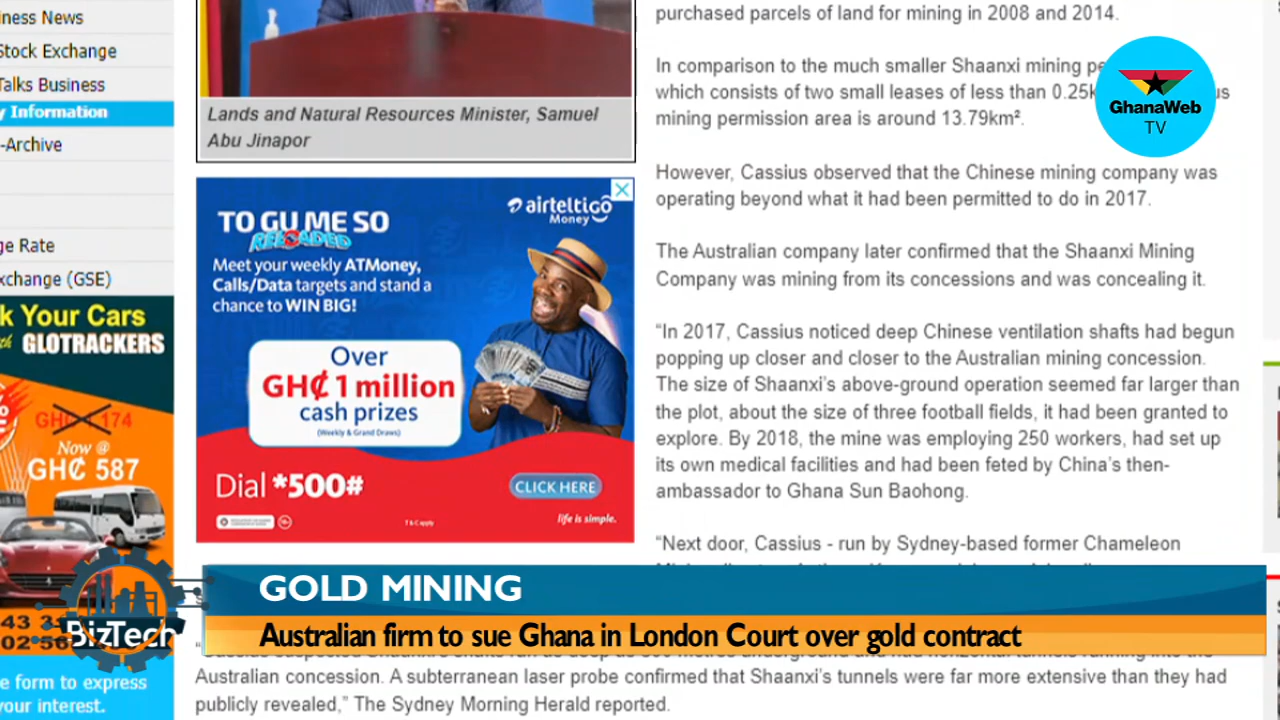 iness News
Stock Exchange
Talks Business
y Information
-Archive
ge Rate
xchange (GSE)
k Your Cars
GLOTRACKERS
GHC 174
Now @
GHC 587
43 3
02 56
e form to express
your interest.
Lands and Natural Resources Minister, Samuel
Abu Jinapor
airteltigo
Money
TO GU ME SO
RELOADED
Meet your weekly ATMoney,
Calls/Data targets and stand a
chance to WIN BIG!
Over
GH₵ 1 million
cash prizes
(Weekly & Grand Draws)
Dial *500#
CLICK HERE
T & C apply
life is simple.
purchased parcels of land for mining in 2008 and 2014.
In comparison to the much smaller Shaanxi mining pe
which consists of two small leases of less than 0.25k us
mining permission area is around 13.79km².
However, Cassius observed that the Chinese mining company was
operating beyond what it had been permitted to do in 2017.
The Australian company later confirmed that the Shaanxi Mining
Company was mining from its concessions and was concealing it.
“In 2017, Cassius noticed deep Chinese ventilation shafts had begun
popping up closer and closer to the Australian mining concession.
The size of Shaanxi’s above-ground operation seemed far larger than
the plot, about the size of three football fields, it had been granted to
explore. By 2018, the mine was employing 250 workers, had set up
its own medical facilities and had been feted by China’s then-
ambassador to Ghana Sun Baohong.
“Next door, Cassius - run by Sydney-based former Chameleon
Australian concession. A subterranean laser probe confirmed that Shaanxi’s tunnels were far more extensive than they had
publicly revealed,” The Sydney Morning Herald reported.
GhanaWeb
TV
BizTech
GOLD MINING
Australian firm to sue Ghana in London Court over gold contract